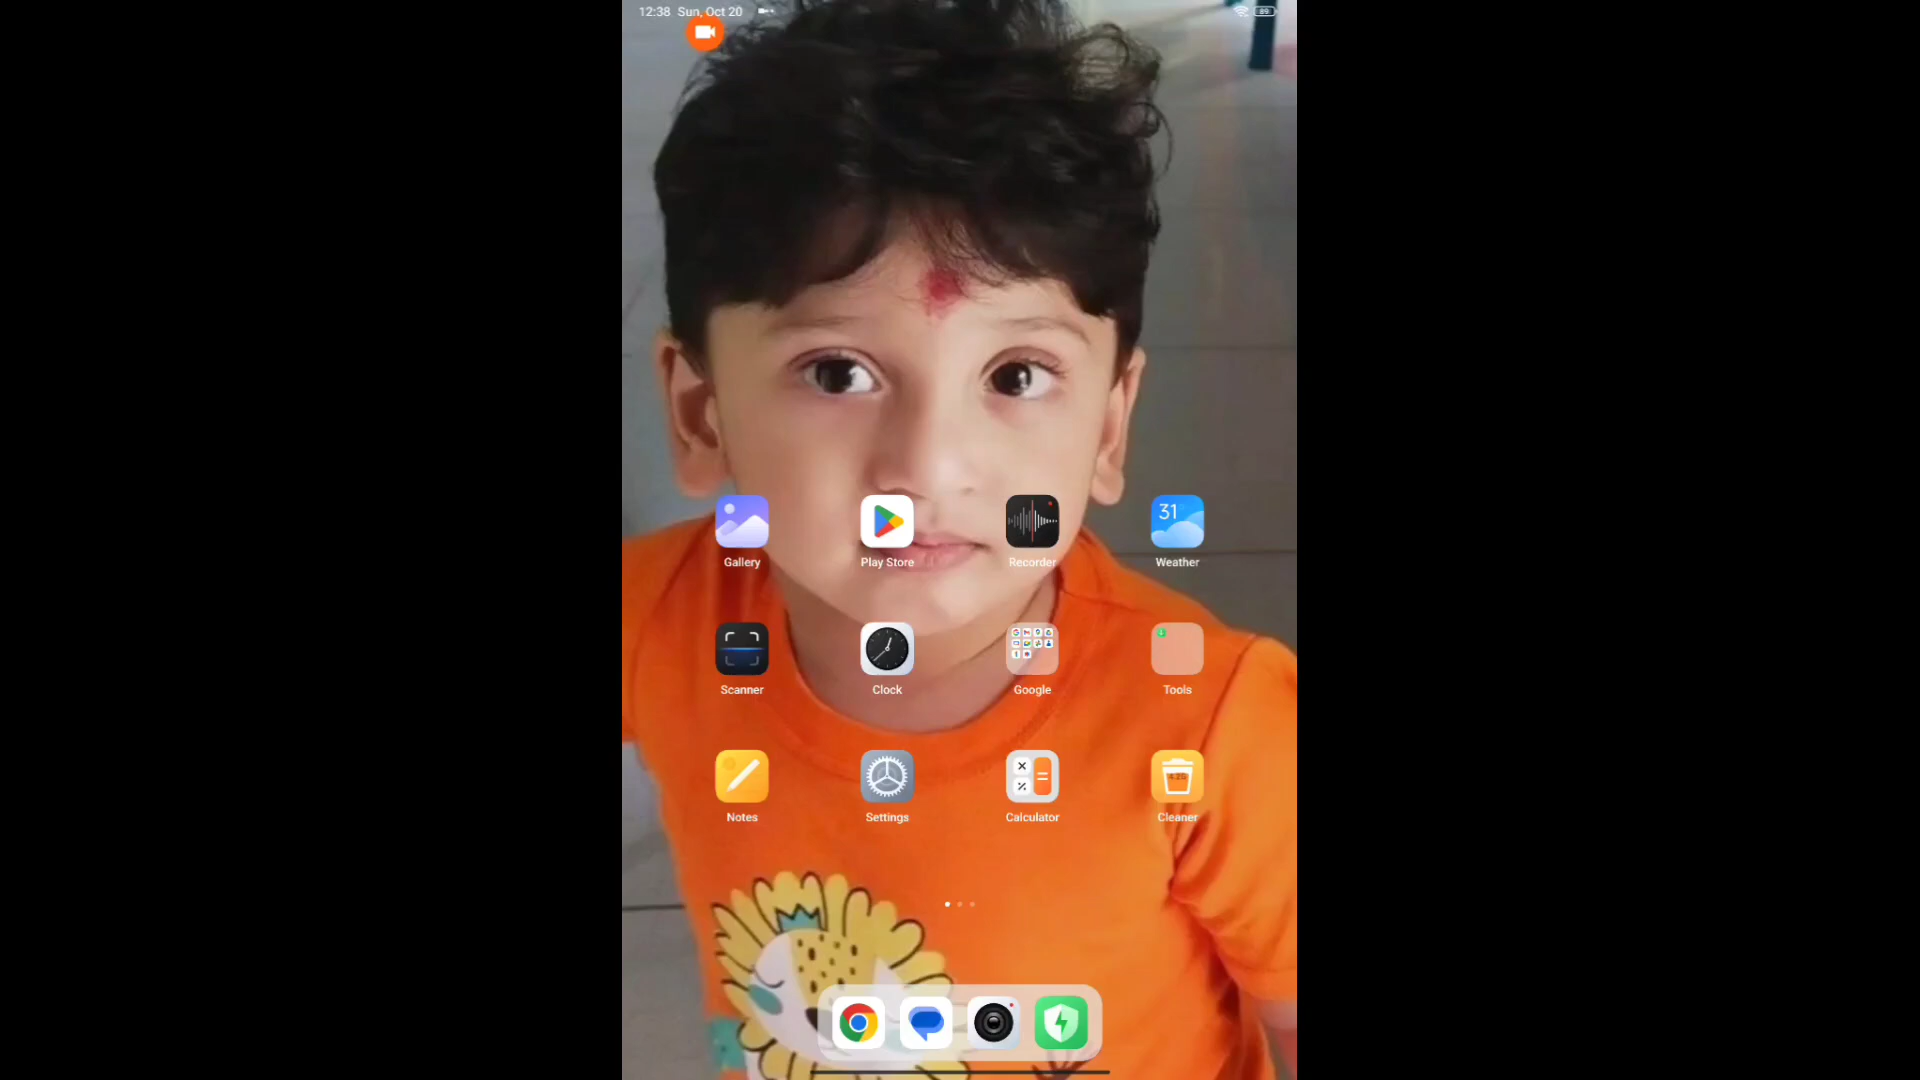 12:38 Sun, Oct 20
89
31°
Gallery
Play Store
Recorder
Weather
Scanner
Clock
Google
Tools
Notes
Settings
Calculator
Cleaner